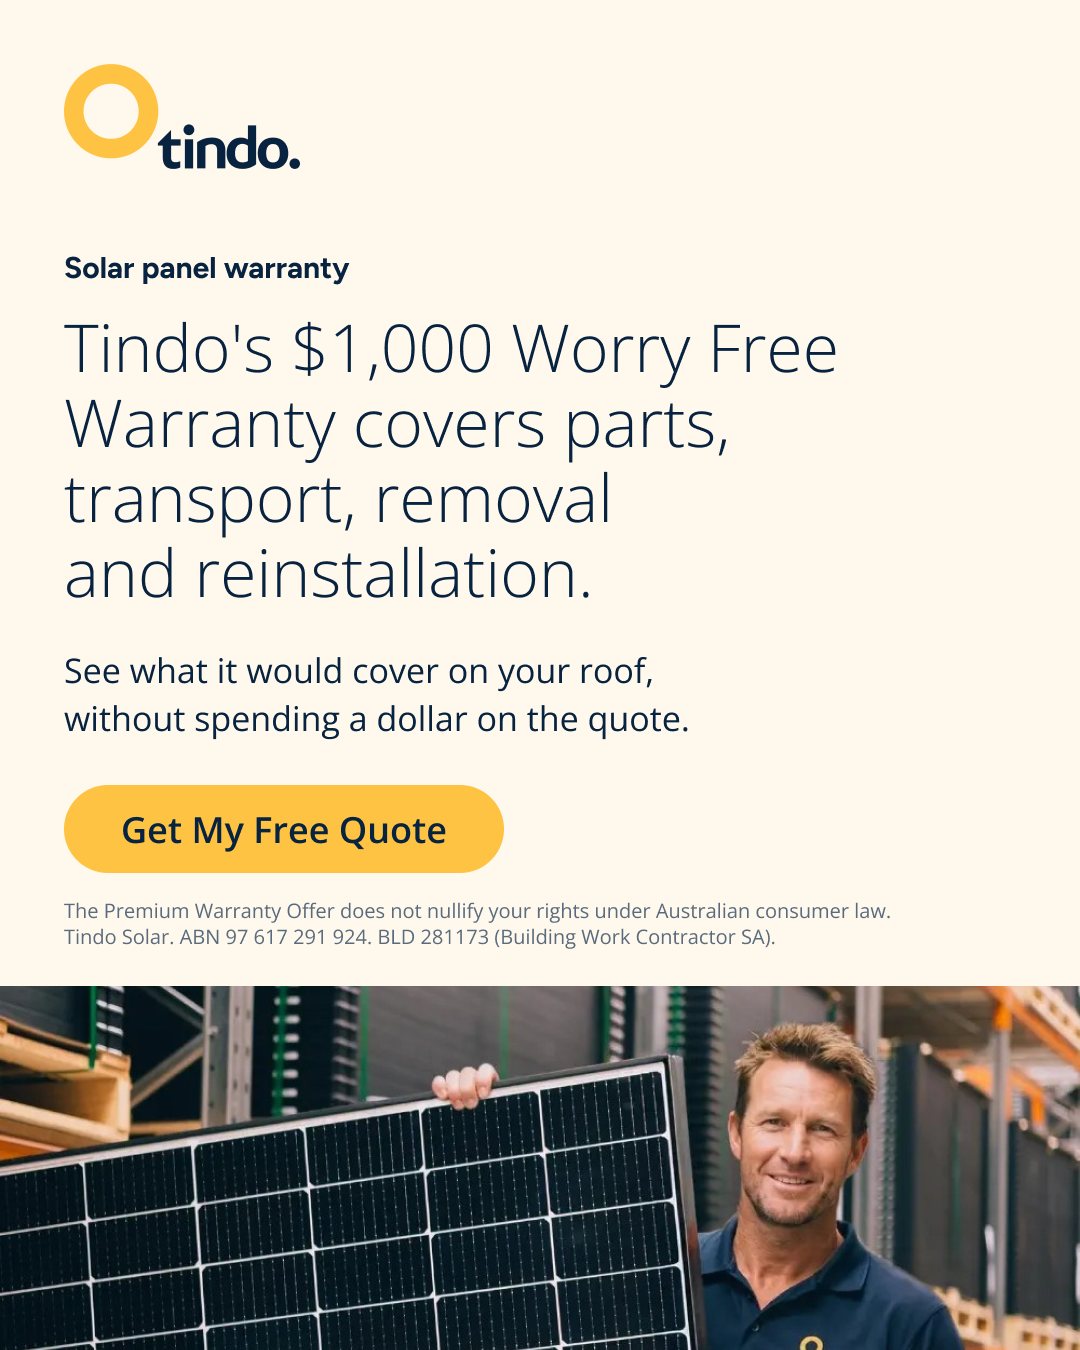 tindo.
Solar panel warranty
Tindo's $1,000 Worry Free
Warranty covers parts,
transport, removal
and reinstallation.
See what it would cover on your roof,
without spending a dollar on the quote.
Get My Free Quote
The Premium Warranty Offer does not nullify your rights under Australian consumer law.
Tindo Solar. ABN 97 617 291 924. BLD 281173 (Building Work Contractor SA).